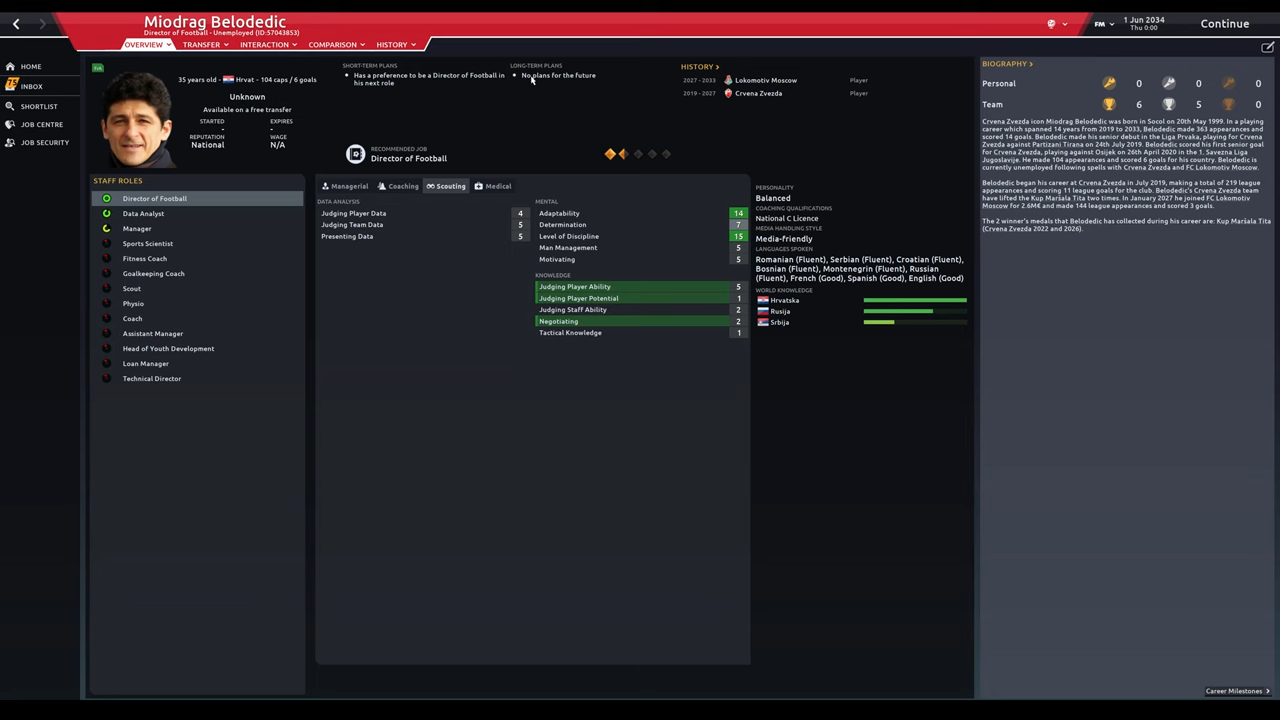 Miodrag Belodedic
Director of Football - Unemployed (ID:57043853)
FM
1 Jun 2034
Thu 0:00
Continue
OVERVIEW TRANSFER INTERACTION COMPARISON HISTORY
HOME
INBOX
SHORTLIST
JOB CENTRE
JOB SECURITY
35 years old - Hrvat - 104 caps / 6 goals
Unknown
Available on a free transfer
STARTED EXPIRES
- -
REPUTATION WAGE
National N/A
SHORT-TERM PLANS
• Has a preference to be a Director of Football in
his next role
LONG-TERM PLANS
• No plans for the future
RECOMMENDED JOB
Director of Football
HISTORY >
2027 - 2033 Lokomotiv Moscow Player
2019 - 2027 Crvena Zvezda Player
STAFF ROLES
Director of Football
Data Analyst
Manager
Sports Scientist
Fitness Coach
Goalkeeping Coach
Scout
Physio
Coach
Assistant Manager
Head of Youth Development
Loan Manager
Technical Director
Managerial Coaching Scouting Medical
DATA ANALYSIS
Judging Player Data 4
Judging Team Data 5
Presenting Data 5
MENTAL
Adaptability 14
Determination 7
Level of Discipline 15
Man Management 5
Motivating 5
KNOWLEDGE
Judging Player Ability 5
Judging Player Potential 1
Judging Staff Ability 2
Negotiating 2
Tactical Knowledge 1
PERSONALITY
Balanced
COACHING QUALIFICATIONS
National C Licence
MEDIA HANDLING STYLE
Media-friendly
LANGUAGES SPOKEN
Romanian (Fluent), Serbian (Fluent), Croatian (Fluent),
Bosnian (Fluent), Montenegrin (Fluent), Russian
(Fluent), French (Good), Spanish (Good), English (Good)
WORLD KNOWLEDGE
Hrvatska
Rusija
Srbija
BIOGRAPHY >
Personal 0 0 0
Team 6 5 0
Crvena Zvezda icon Miodrag Belodedic was born in Socol on 20th May 1999. In a playing
career which spanned 14 years from 2019 to 2033, Belodedic made 363 appearances and
scored 14 goals. Belodedic made his senior debut in the Liga Prvaka, playing for Crvena
Zvezda against Partizani Tirana on 24th July 2019. Belodedic scored his first senior goal
for Crvena Zvezda, playing against Osijek on 26th April 2020 in the 1. Savezna Liga
Jugoslavije. He made 104 appearances and scored 6 goals for his country. Belodedic is
currently unemployed following spells with Crvena Zvezda and FC Lokomotiv Moscow.
Belodedic began his career at Crvena Zvezda in July 2019, making a total of 219 league
appearances and scoring 11 league goals for the club. Belodedic's Crvena Zvezda team
have lifted the Kup Maršala Tita two times. In January 2027 he joined FC Lokomotiv
Moscow for 2.6M€ and made 144 league appearances and scored 3 goals.
The 2 winner's medals that Belodedic has collected during his career are: Kup Maršala Tita
(Crvena Zvezda 2022 and 2026).
Career Milestones >